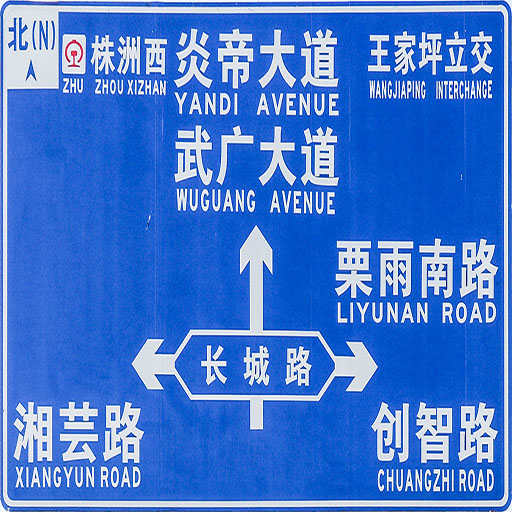 北(N)
株洲西
ZHU ZHOU XIZHAN
炎帝大道
YANDI AVENUE
王家坪立交
WANGJIAPING INTERCHANGE
武广大道
WUGUANG AVENUE
栗雨南路
LIYUNAN ROAD
长城路
湘芸路
XIANGYUN ROAD
创智路
CHUANGZHI ROAD